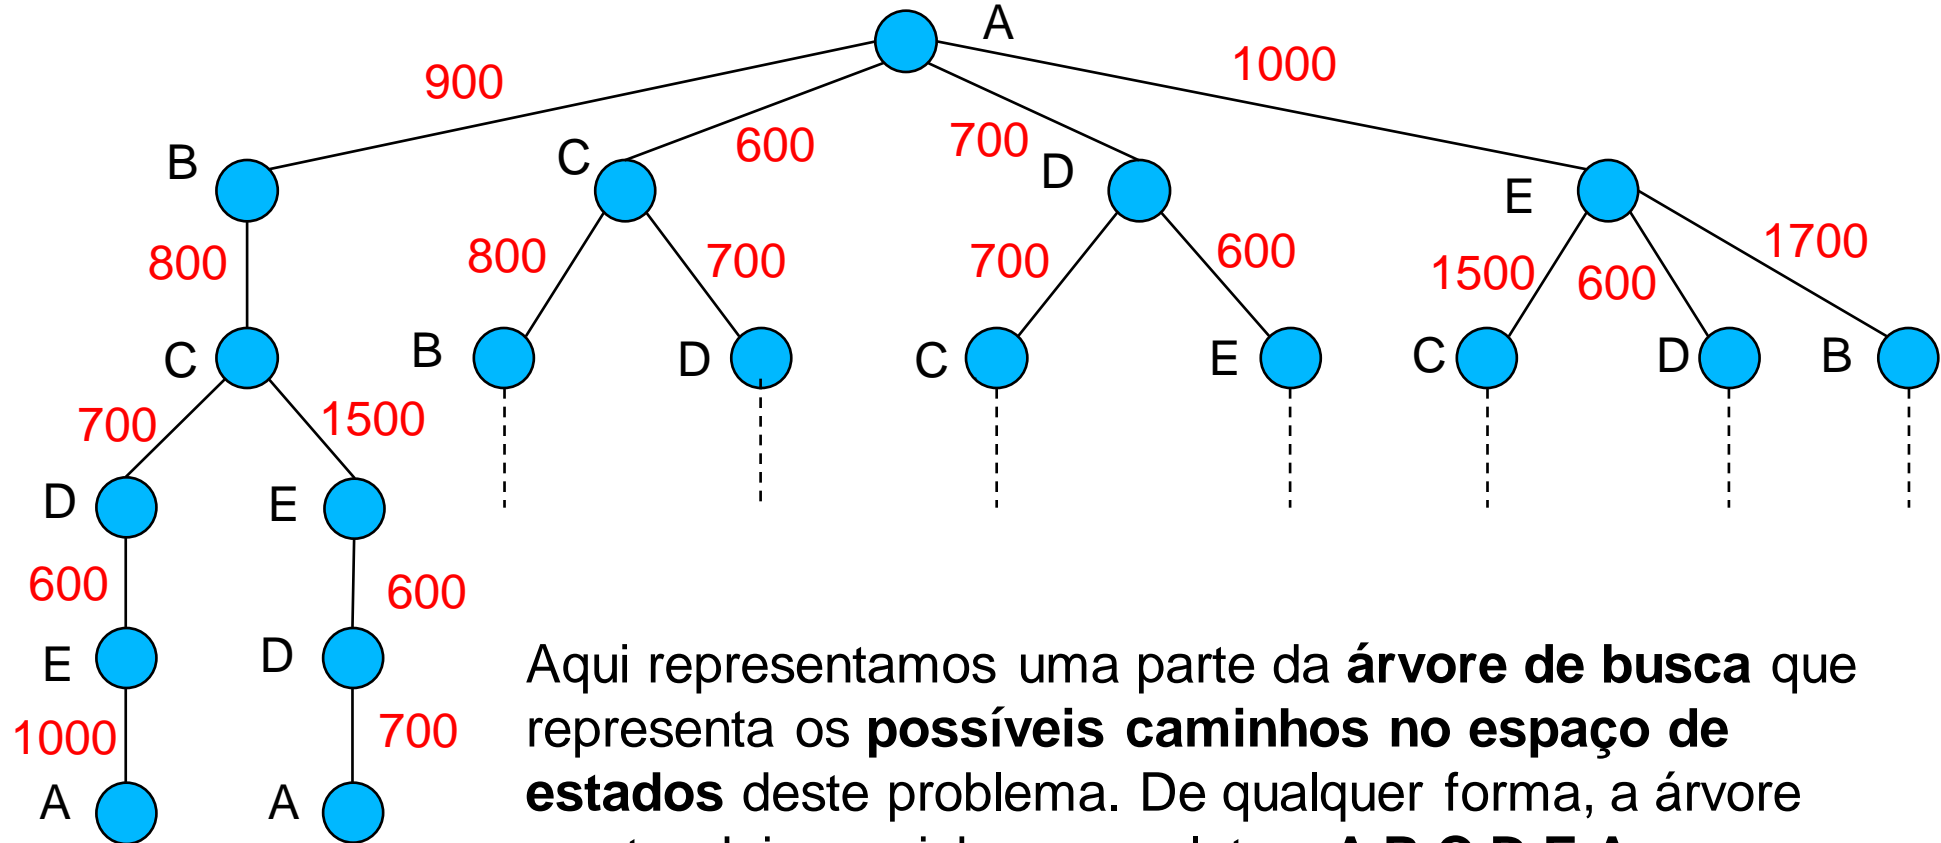 A
900
1000
600
700
B
C
D
E
800
800
700
700
600
1500
600
1700
C
B
D
C
E
C
D
B
700
1500
D
E
600
600
E
D
1000
700
A
A
Aqui representamos uma parte da árvore de busca que
representa os possíveis caminhos no espaço de
estados deste problema. De qualquer forma, a árvore
A B C D E A